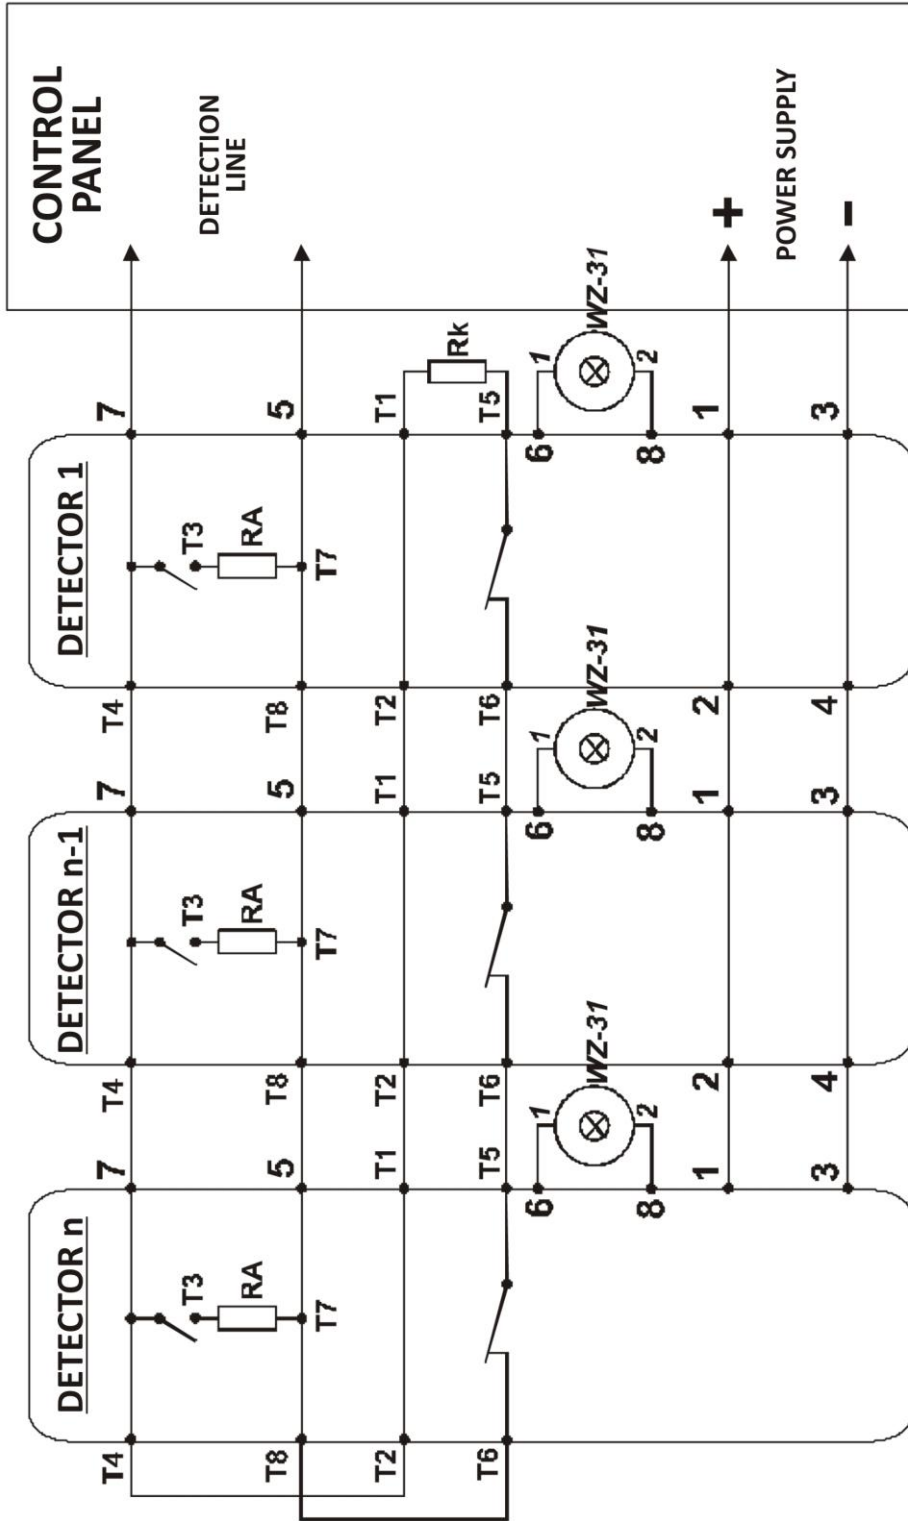 CONTROL
PANEL
DETECTION
LINE
+
POWER SUPPLY
−
DETECTOR 1
7
5
T1
Rk
T5
6
1
WZ-31
2
8
1
3
T3
RA
T7
T4
T8
T2
T6
2
4
DETECTOR n-1
7
5
T1
T5
6
1
WZ-31
2
8
1
3
T3
RA
T7
T4
T8
T2
T6
2
4
DETECTOR n
7
5
T1
T5
6
1
WZ-31
2
8
1
3
T3
RA
T7
T4
T8
T2
T6